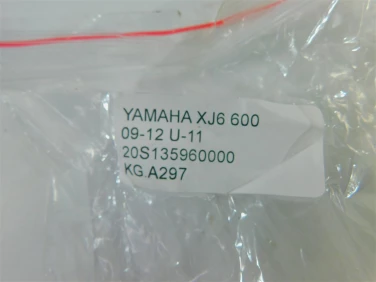 YAMAHA XJ6 600
09-12 U-11
20S135960000
KG A297